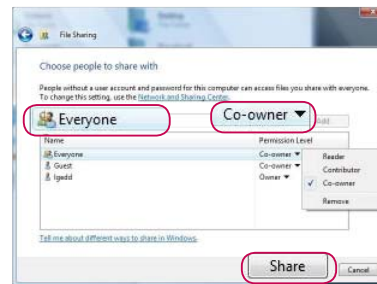 File Sharing
Choose people to share with
People without a user account and password for this computer can access files you share with everyone.
To change this setting, use the Network and Sharing Center.
Everyone Co-owner Add
Name Permission Level
Everyone Co-owner
Guest Co-owner
lgedd Owner
Reader
Contributor
Co-owner
Remove
Tell me about different ways to share in Windows.
Share Cancel